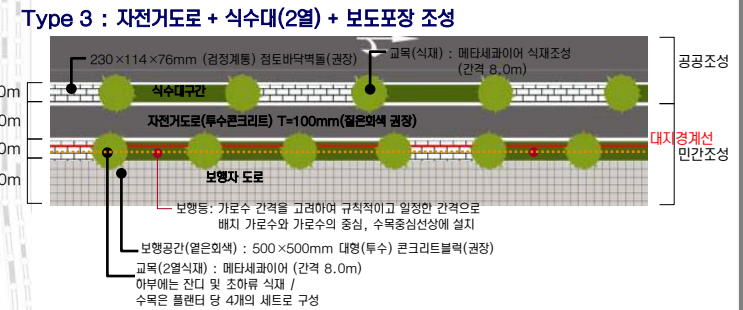 Type 3 : 자전거도로 + 식수대(2열) + 보도포장 조성
230×114×76mm (검정계통) 점토바닥벽돌(권장)
교목(식재) : 메타세콰이어 식재조성
(간격 8.0m)
공공조성
0m
식수대구간
0m
자전거도로(투수콘크리트) T=100mm(짙은회색 권장)
대지경계선
0m
민간조성
0m
보행자 도로
보행등: 가로수 간격을 고려하여 규칙적이고 일정한 간격으로
배치 가로수와 가로수의 중심, 수목중심선상에 설치
보행공간(옅은회색) : 500×500mm 대형(투수) 콘크리트블럭(권장)
교목(2열식재) : 메타세콰이어 (간격 8.0m)
하부에는 잔디 및 초하류 식재 /
수목은 플랜터 당 4개의 세트로 구성